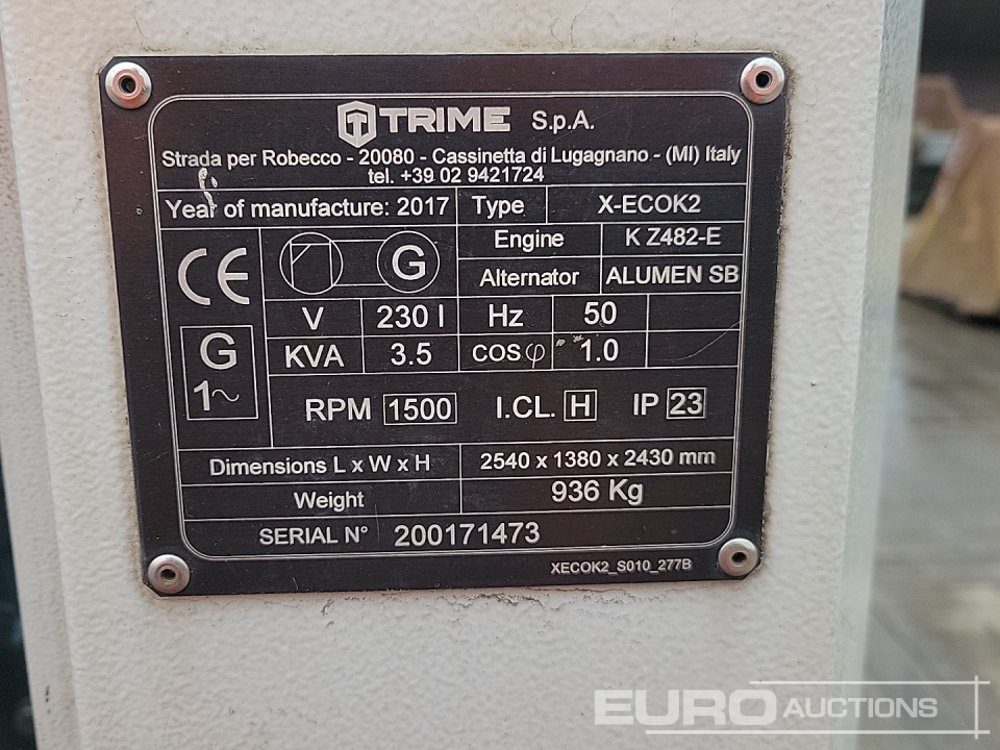 TRIME S.p.A.
Strada per Robecco - 20080 - Cassinetta di Lugagnano - (MI) Italy
tel. +39 02 9421724
Year of manufacture: 2017 Type X-ECOK2
Engine K Z482-E
CE G Alternator ALUMEN SB
V 230 I Hz 50
G KVA 3.5 COS φ 1.0
1~ RPM 1500 I.CL. H IP 23
Dimensions L x W x H 2540 x 1380 x 2430 mm
Weight 936 Kg
SERIAL N° 200171473
XECOK2_S010_277B
EURO AUCTIONS